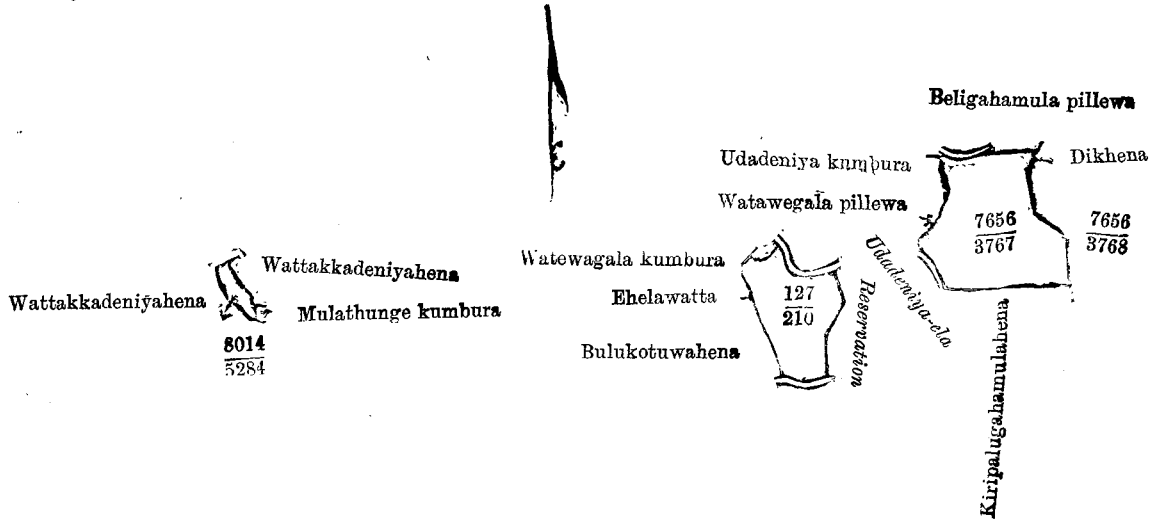 Beligahamula pillewa
Udadeniya kumbura
Dikhena
Watawegala pillewa
7656
3767
7656
3768
Udadeniya-ela
Kiripalugahamulahena
Watewagala kumbura
Ehelawatta
127
210
Reservation
Bulukotuwahena
Wattakkadeniyahena
Wattakkadeniyahena
Mulathunge kumbura
8014
5284